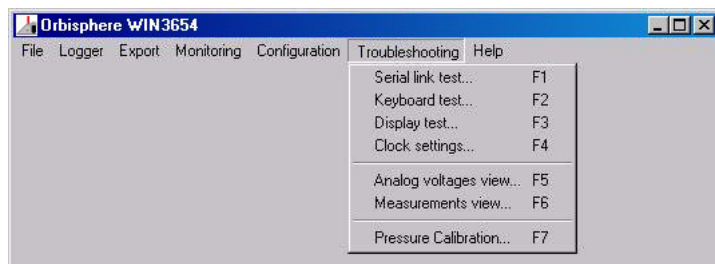 Orbisphere WIN3654
File Logger Export Monitoring Configuration Troubleshooting Help
Serial link test... F1
Keyboard test... F2
Display test... F3
Clock settings... F4
Analog voltages view... F5
Measurements view... F6
Pressure Calibration... F7